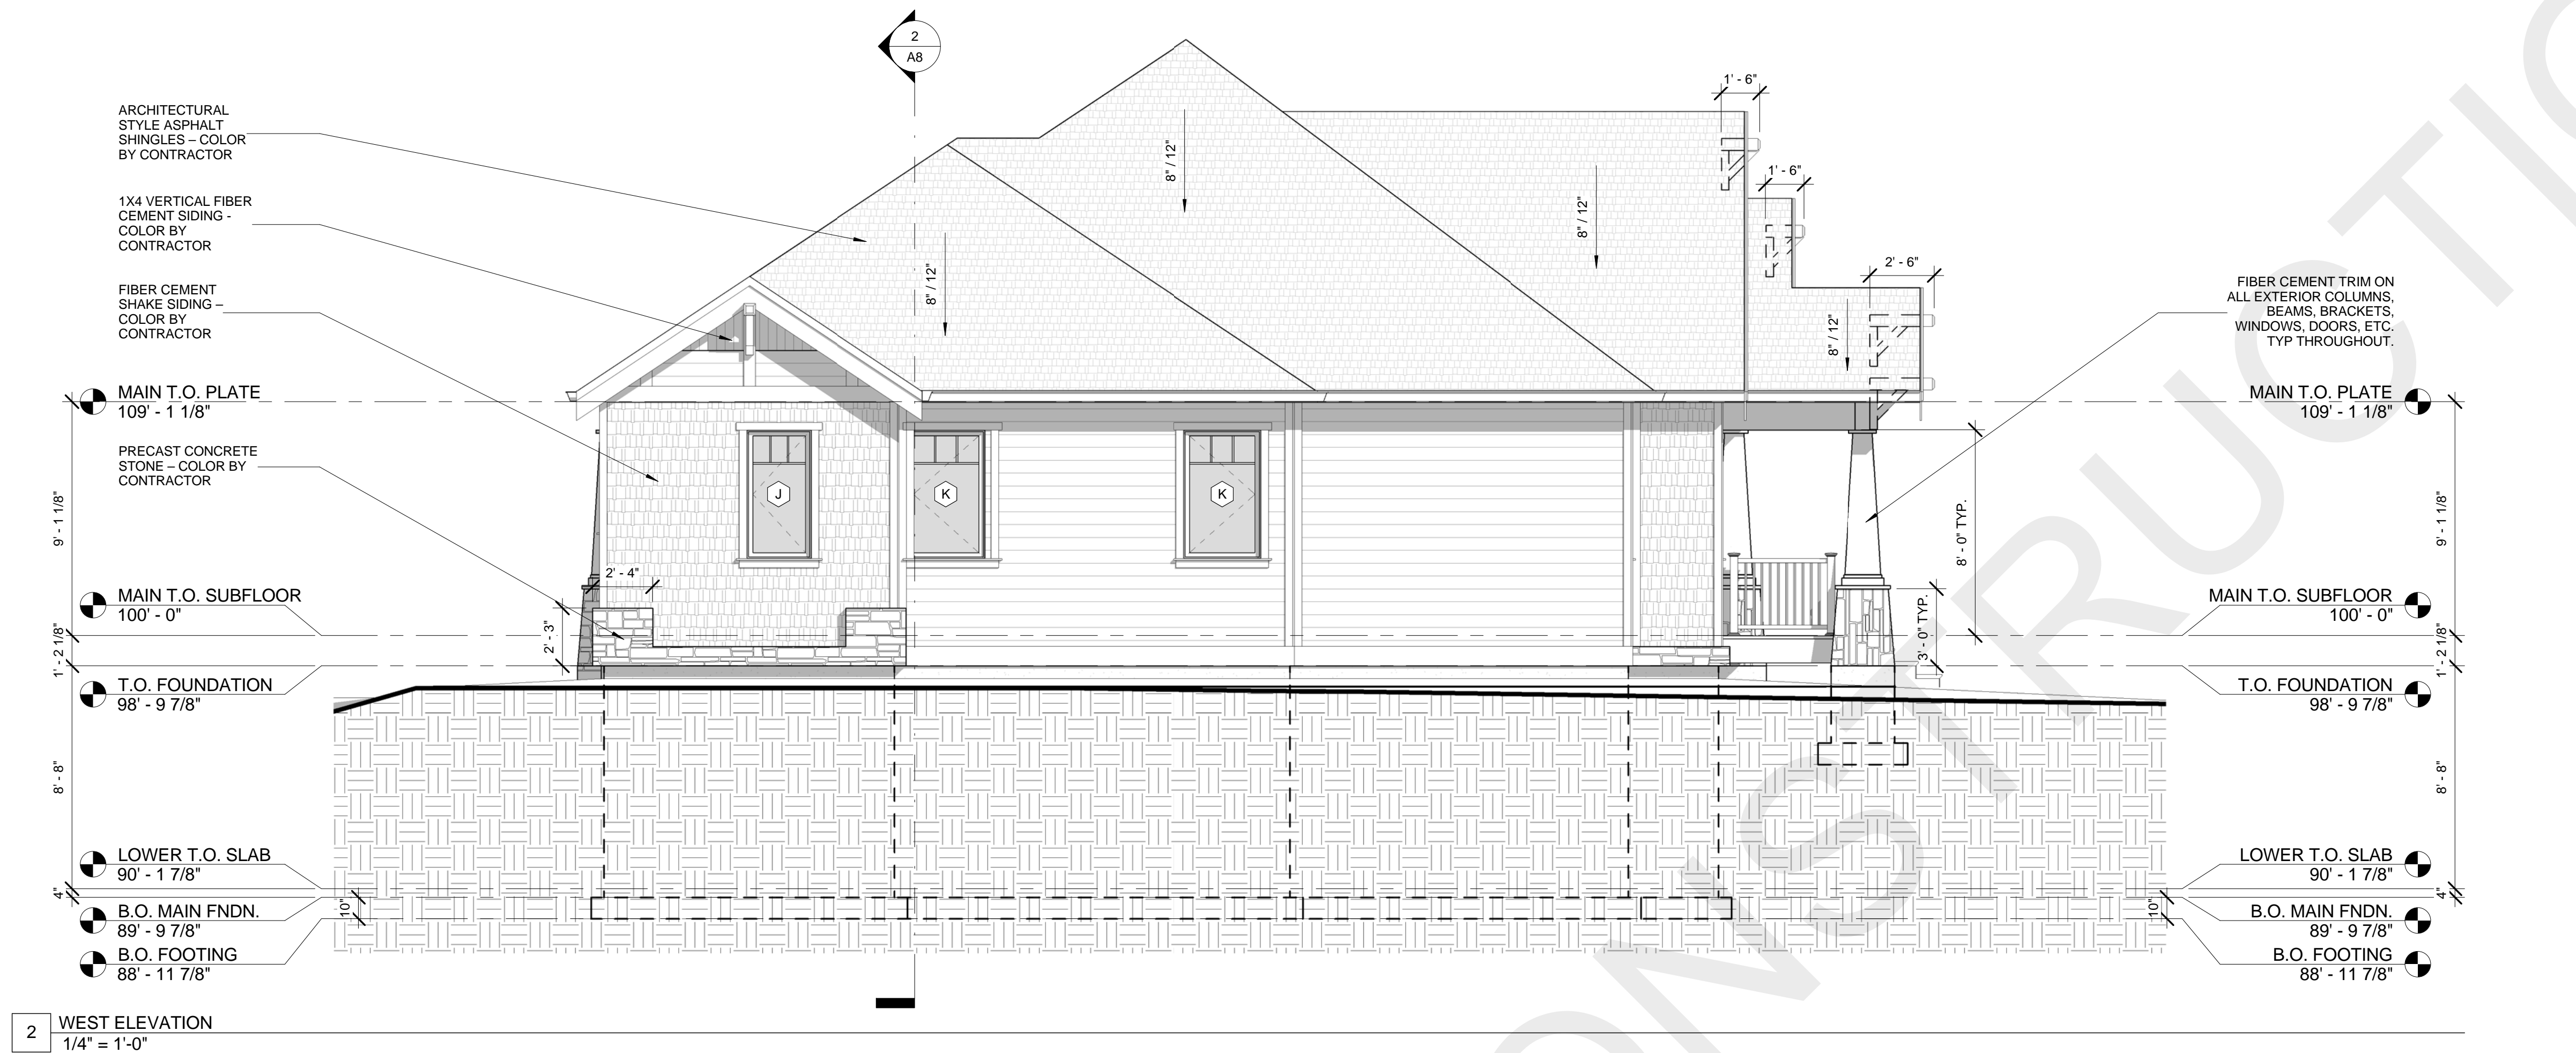 2
A8
1' - 6"
1' - 6"
2' - 6"
ARCHITECTURAL
STYLE ASPHALT
SHINGLES – COLOR
BY CONTRACTOR
1X4 VERTICAL FIBER
CEMENT SIDING -
COLOR BY
CONTRACTOR
FIBER CEMENT
SHAKE SIDING –
COLOR BY
CONTRACTOR
PRECAST CONCRETE
STONE – COLOR BY
CONTRACTOR
8" / 12"
8" / 12"
8" / 12"
8" / 12"
FIBER CEMENT TRIM ON
ALL EXTERIOR COLUMNS,
BEAMS, BRACKETS,
WINDOWS, DOORS, ETC.
TYP THROUGHOUT.
MAIN T.O. PLATE
109' - 1 1/8"
MAIN T.O. SUBFLOOR
100' - 0"
T.O. FOUNDATION
98' - 9 7/8"
LOWER T.O. SLAB
90' - 1 7/8"
B.O. MAIN FNDN.
89' - 9 7/8"
B.O. FOOTING
88' - 11 7/8"
9' - 1 1/8"
1' - 2 1/8"
8' - 8"
4"
10"
2' - 4"
2' - 3"
J
K
K
8' - 0" TYP.
3' - 0" TYP.
MAIN T.O. PLATE
109' - 1 1/8"
MAIN T.O. SUBFLOOR
100' - 0"
T.O. FOUNDATION
98' - 9 7/8"
LOWER T.O. SLAB
90' - 1 7/8"
B.O. MAIN FNDN.
89' - 9 7/8"
B.O. FOOTING
88' - 11 7/8"
9' - 1 1/8"
1' - 2 1/8"
8' - 8"
4"
10"
2
WEST ELEVATION
1/4" = 1'-0"
ONSTRUCTIO